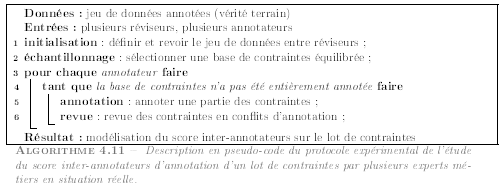 Données : jeu de données annotées (vérité terrain)
Entrées : plusieurs réviseurs, plusieurs annotateurs
1 initialisation : définir et revoir le jeu de données entre réviseurs ;
2 échantillonnage : sélectionner une base de contraintes équilibrée ;
3 pour chaque annotateur faire
4 tant que la base de contraintes n'a pas été entièrement annotée faire
5 annotation : annoter une partie des contraintes ;
6 revue : revue des contraintes en conflits d'annotation ;
Résultat : modélisation du score inter-annotateurs sur le lot de contraintes
ALGORITHME 4.11 – Description en pseudo-code du protocole expérimental de l'étude
du score inter-annotateurs d'annotation d'un lot de contraintes par plusieurs experts mé-
tiers en situation réelle.